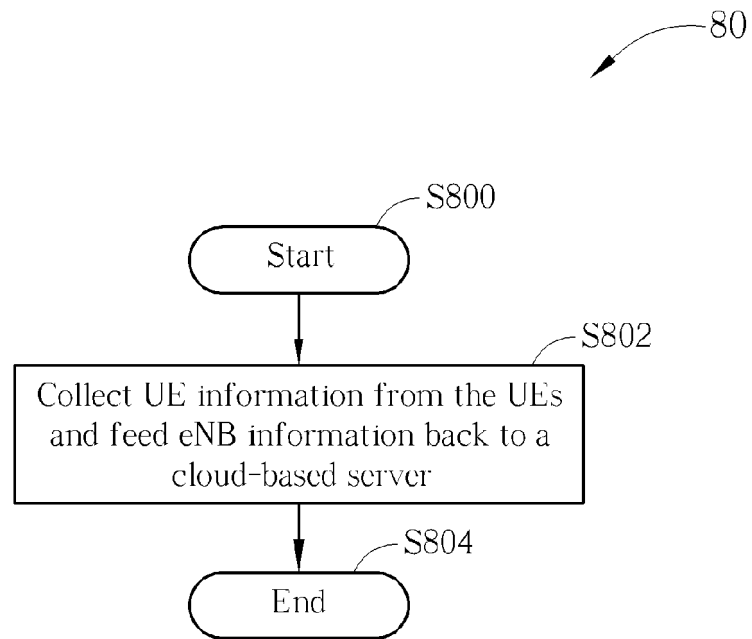 80
S800
Start
S802
Collect UE information from the UEs
and feed eNB information back to a
cloud-based server
S804
End